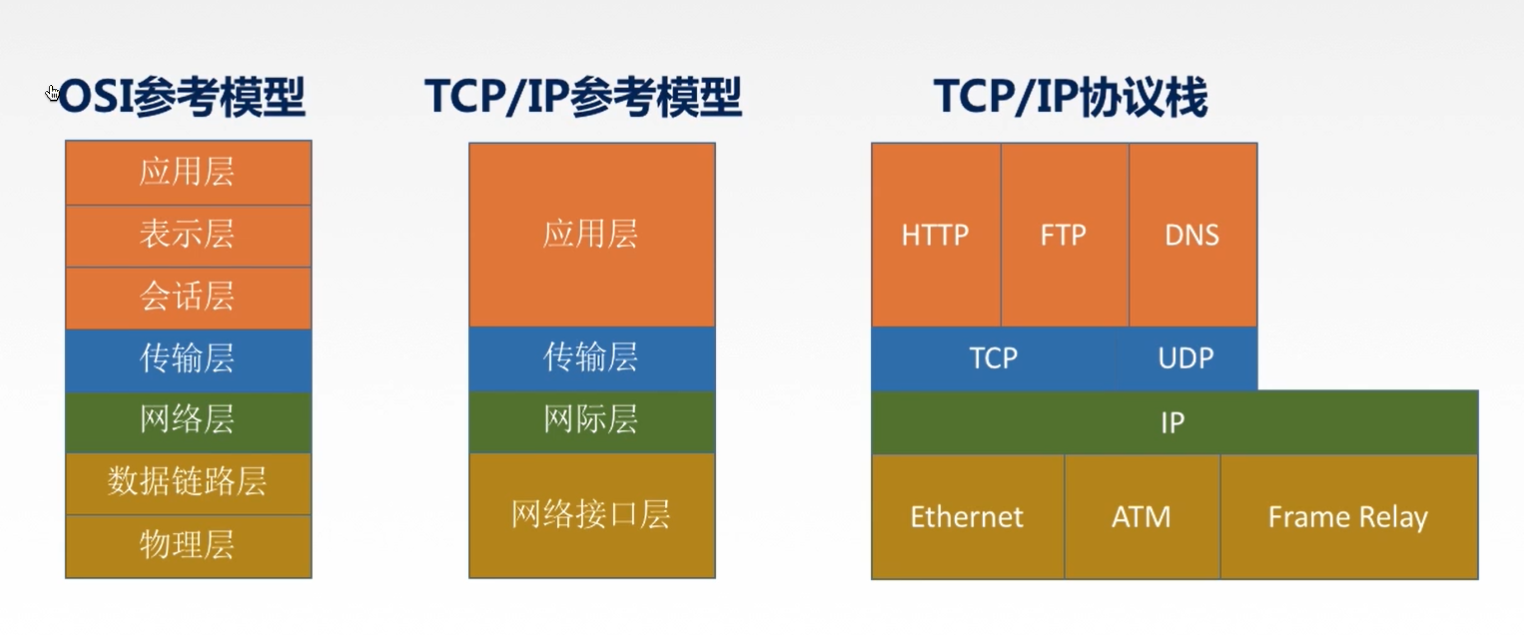 OSI参考模型
应用层
表示层
会话层
传输层
网络层
数据链路层
物理层
TCP/IP参考模型
应用层
传输层
网际层
网络接口层
TCP/IP协议栈
HTTP FTP DNS
TCP UDP
IP
Ethernet ATM Frame Relay